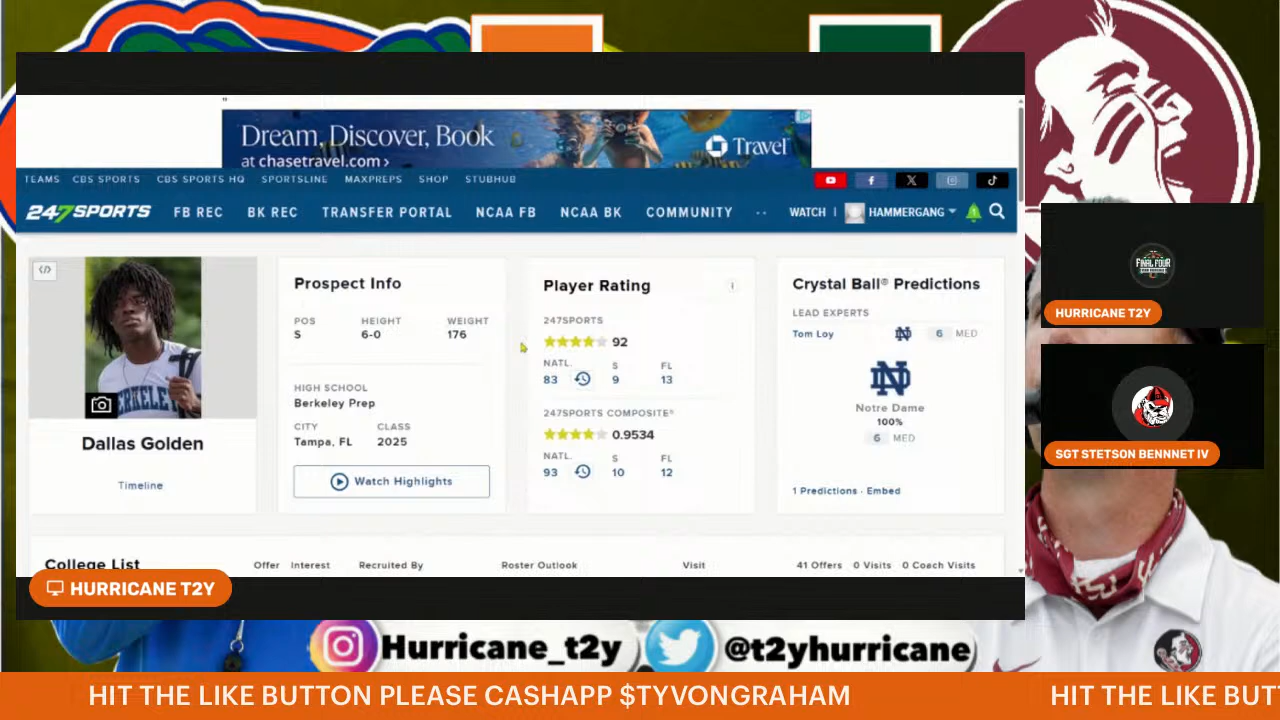 Dream, Discover, Book
at chasetravel.com ›
Travel
TEAMS CBS SPORTS CBS SPORTS HQ SPORTSLINE MAXPREPS SHOP STUBHUB
247SPORTS FB REC BK REC TRANSFER PORTAL NCAA FB NCAA BK COMMUNITY WATCH HAMMERGANG
Prospect Info
POS HEIGHT WEIGHT
S 6-0 176
HIGH SCHOOL
Berkeley Prep
CITY CLASS
Tampa, FL 2025
Watch Highlights
BERKELEY
Dallas Golden
Timeline
Player Rating
247SPORTS
92
NATL. S FL
83 9 13
247SPORTS COMPOSITE®
0.9534
NATL. S FL
93 10 12
Crystal Ball® Predictions
LEAD EXPERTS
Tom Loy 6 MED
Notre Dame
100%
6 MED
1 Predictions · Embed
College List Offer Interest Recruited By Roster Outlook Visit 41 Offers 0 Visits 0 Coach Visits
HURRICANE T2Y
FINAL FOUR
HURRICANE T2Y
SGT STETSON BENNNET IV
Hurricane_t2y @t2yhurricane
HIT THE LIKE BUTTON PLEASE CASHAPP $TYVONGRAHAM HIT THE LIKE BUT